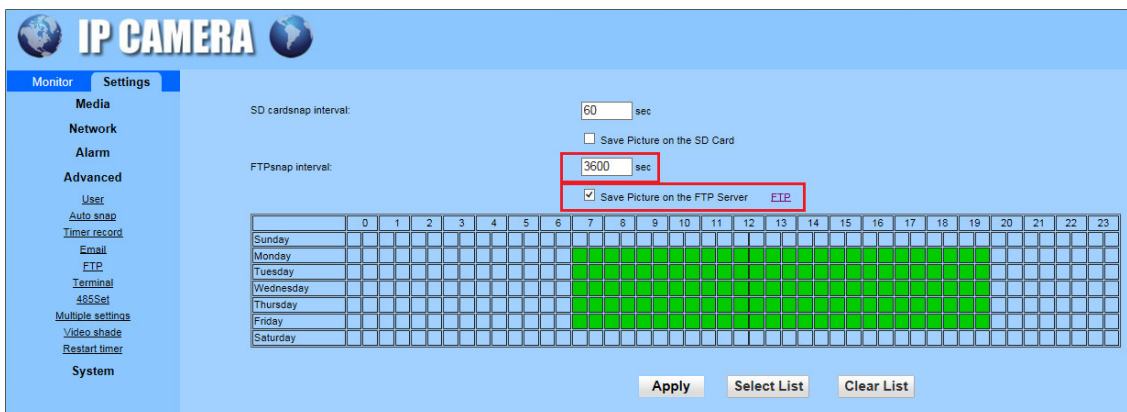 IP CAMERA
Monitor Settings
Media
Network
Alarm
Advanced
User
Auto snap
Timer record
Email
FTP
Terminal
485Set
Multiple settings
Video shade
Restart timer
System
SD cardsnap interval: 60 sec
Save Picture on the SD Card
FTPsnap interval: 3600 sec
Save Picture on the FTP Server FTP
0 1 2 3 4 5 6 7 8 9 10 11 12 13 14 15 16 17 18 19 20 21 22 23
Sunday
Monday
Tuesday
Wednesday
Thursday
Friday
Saturday
Apply Select List Clear List